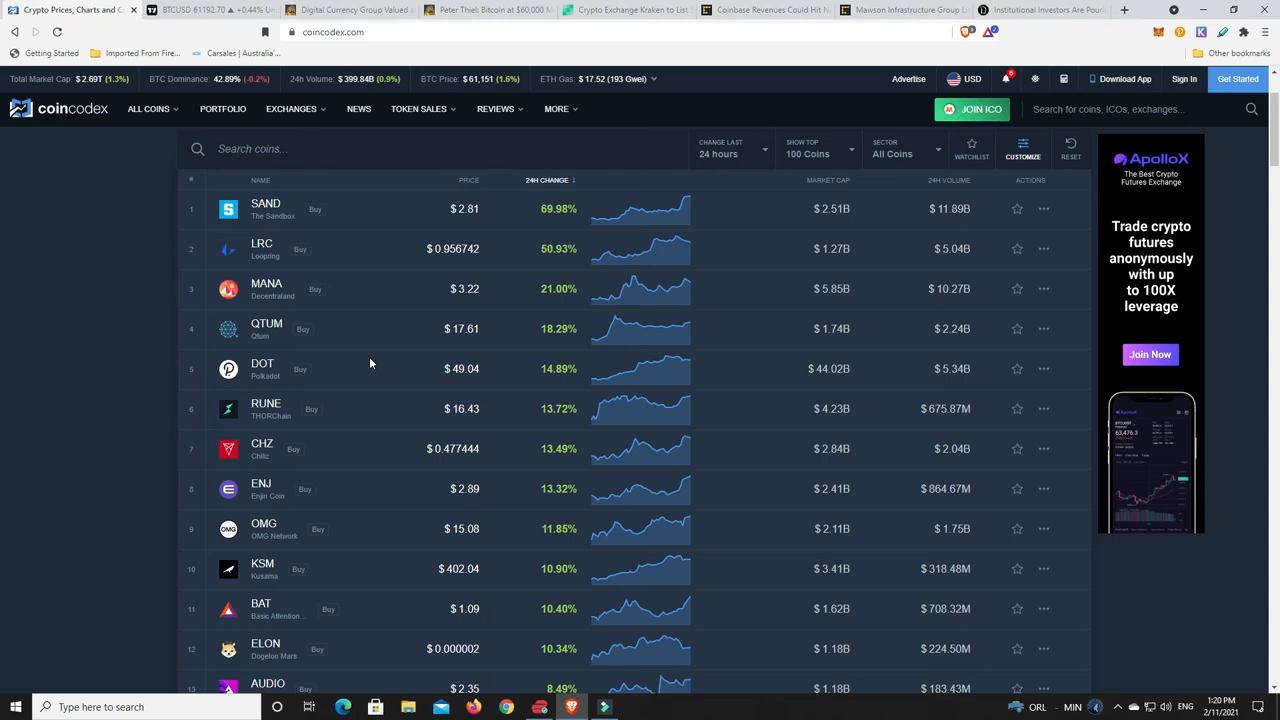 Crypto Prices, Charts and Cr
BTCUSD 61192.70 ▲ +0.44% Un
Digital Currency Group Valued a
Peter Thiel: Bitcoin at $60,000 M
Crypto Exchange Kraken to List
Coinbase Revenues Could Hit N
Mawson Infrastructure Group L
Institutional Investors Are Pour
coincodex.com
Getting Started
Imported From Fire...
Carsales | Australia'...
Other bookmarks
Total Market Cap: $ 2.69T (1.3%)
BTC Dominance: 42.89% (-0.2%)
24h Volume: $ 399.84B (0.9%)
BTC Price: $ 61,151 (1.6%)
ETH Gas: $ 17.52 (193 Gwei)
Advertise
USD
6
Download App
Sign In
Get Started
coincodex
ALL COINS
PORTFOLIO
EXCHANGES
NEWS
TOKEN SALES
REVIEWS
MORE
JOIN ICO
Search for coins, ICOs, exchanges...
Search coins...
CHANGE LAST
24 hours
SHOW TOP
100 Coins
SECTOR
All Coins
WATCHLIST
CUSTOMIZE
RESET
# NAME PRICE 24H CHANGE ↓ MARKET CAP 24H VOLUME ACTIONS
1 SAND Buy $ 2.81 69.98% $ 2.51B $ 11.89B
The Sandbox
2 LRC Buy $ 0.956742 50.93% $ 1.27B $ 5.04B
Loopring
3 MANA Buy $ 3.22 21.00% $ 5.85B $ 10.27B
Decentraland
4 QTUM Buy $ 17.61 18.29% $ 1.74B $ 2.24B
Qtum
5 DOT Buy $ 49.04 14.89% $ 44.02B $ 5.34B
Polkadot
6 RUNE Buy $ 16.43 13.72% $ 4.23B $ 675.87M
THORChain
7 CHZ Buy 13.49% $ 2.84B $ 2.04B
Chiliz
8 ENJ Buy $ 2.89 13.32% $ 2.41B $ 864.67M
Enjin Coin
9 OMG Buy $ 15.08 11.85% $ 2.11B $ 1.75B
OMG Network
10 KSM Buy $ 402.04 10.90% $ 3.41B $ 318.48M
Kusama
11 BAT Buy $ 1.09 10.40% $ 1.62B $ 708.32M
Basic Attention...
12 ELON Buy $ 0.000002 10.34% $ 1.18B $ 224.50M
Dogelon Mars
13 AUDIO Buy $ 2.35 8.49% $ 1.18B $ 183.43M
ApolloX
The Best Crypto
Futures Exchange
Trade crypto
futures
anonymously
with up
to 100X
leverage
Join Now
63,476.3
Type here to search
ORL
MIN
ENG
1:20 PM
2/11/2021